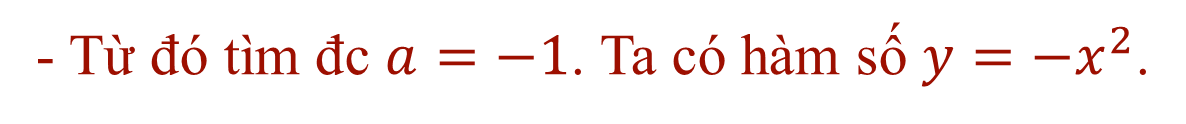 - Từ đó tìm đc 𝑎 = −1. Ta có hàm số 𝑦 = −𝑥².